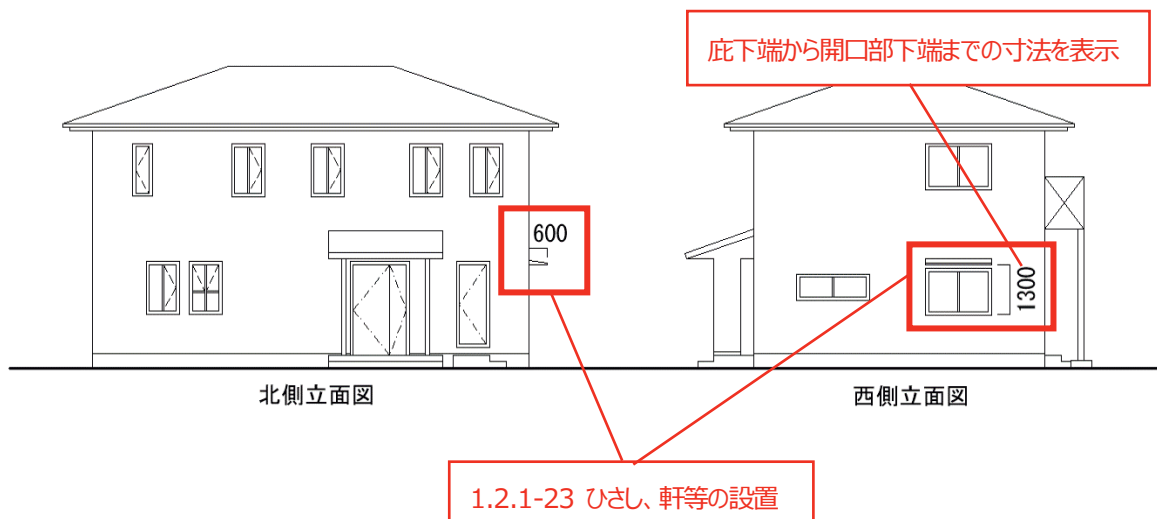 庇下端から開口部下端までの寸法を表示
600
1300
北側立面図
西側立面図
1.2.1-23 ひさし、軒等の設置